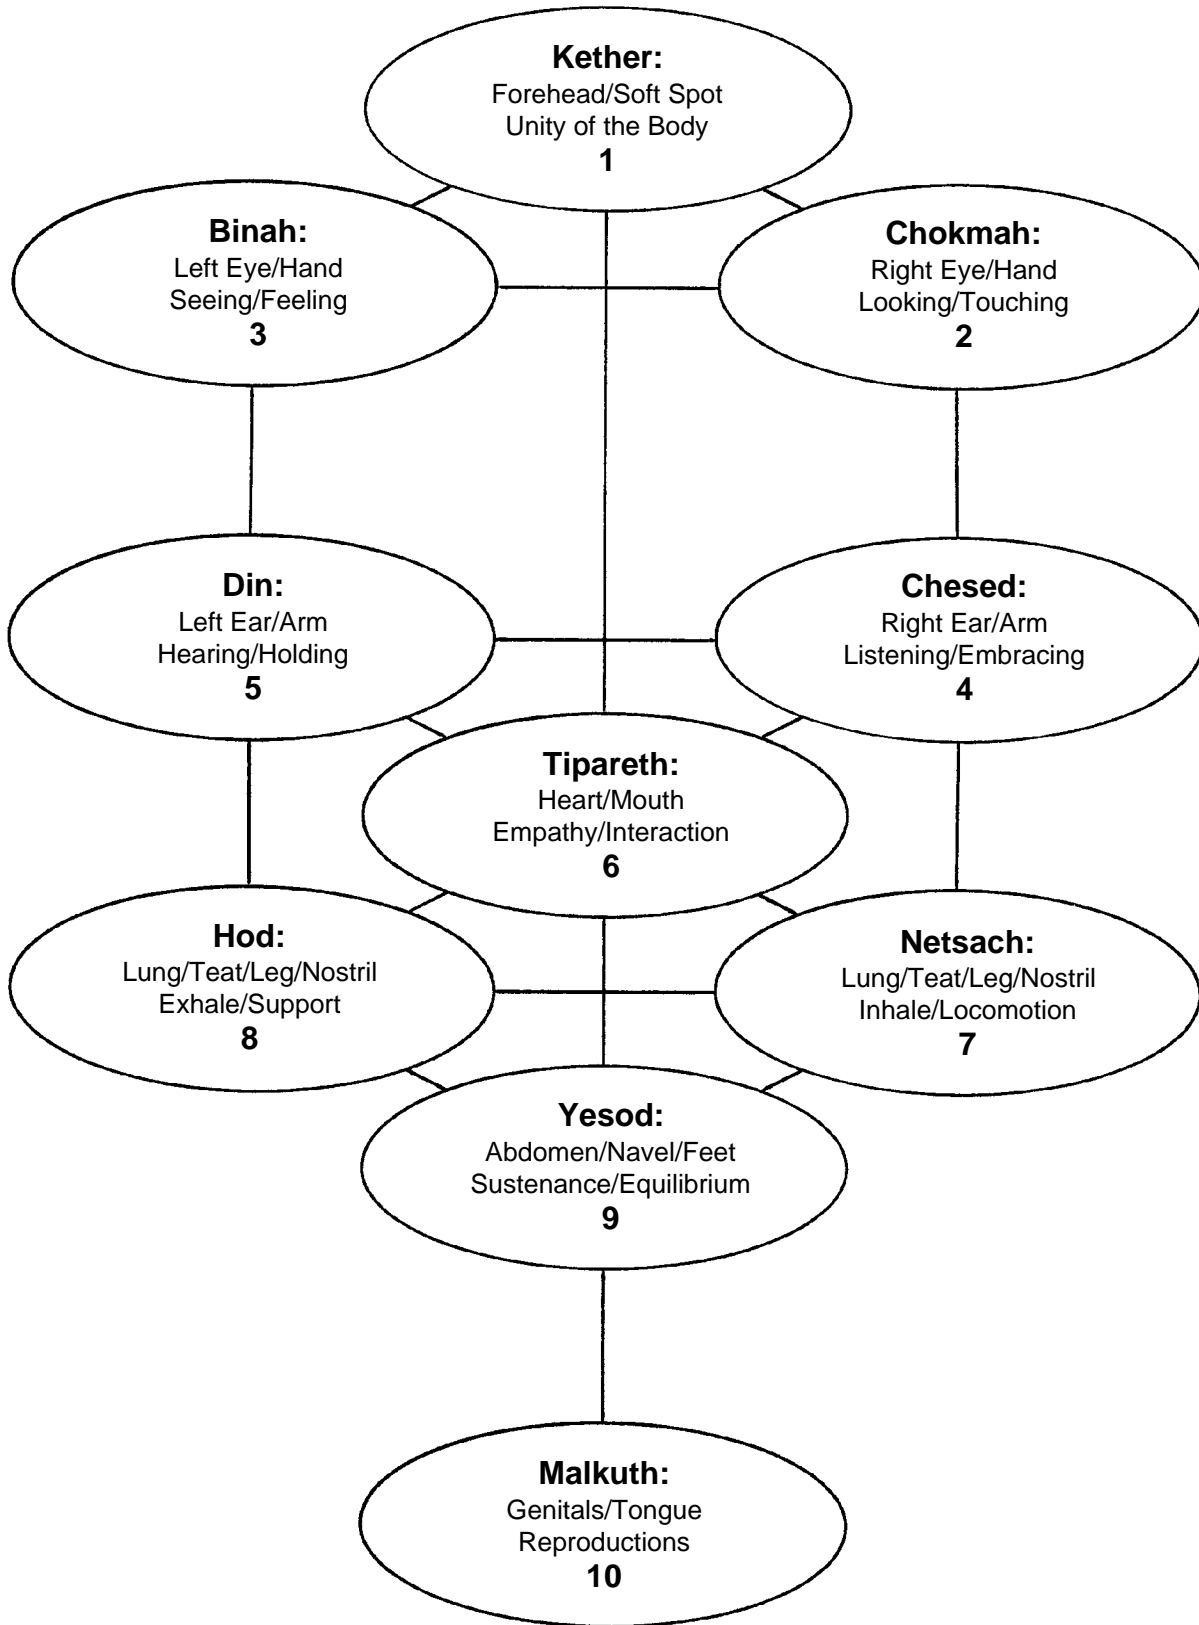 Kether:
Forehead/Soft Spot
Unity of the Body
1
Binah:
Left Eye/Hand
Seeing/Feeling
3
Chokmah:
Right Eye/Hand
Looking/Touching
2
Din:
Left Ear/Arm
Hearing/Holding
5
Chesed:
Right Ear/Arm
Listening/Embracing
4
Tipareth:
Heart/Mouth
Empathy/Interaction
6
Hod:
Lung/Teat/Leg/Nostril
Exhale/Support
8
Netsach:
Lung/Teat/Leg/Nostril
Inhale/Locomotion
7
Yesod:
Abdomen/Navel/Feet
Sustenance/Equilibrium
9
Malkuth:
Genitals/Tongue
Reproductions
10